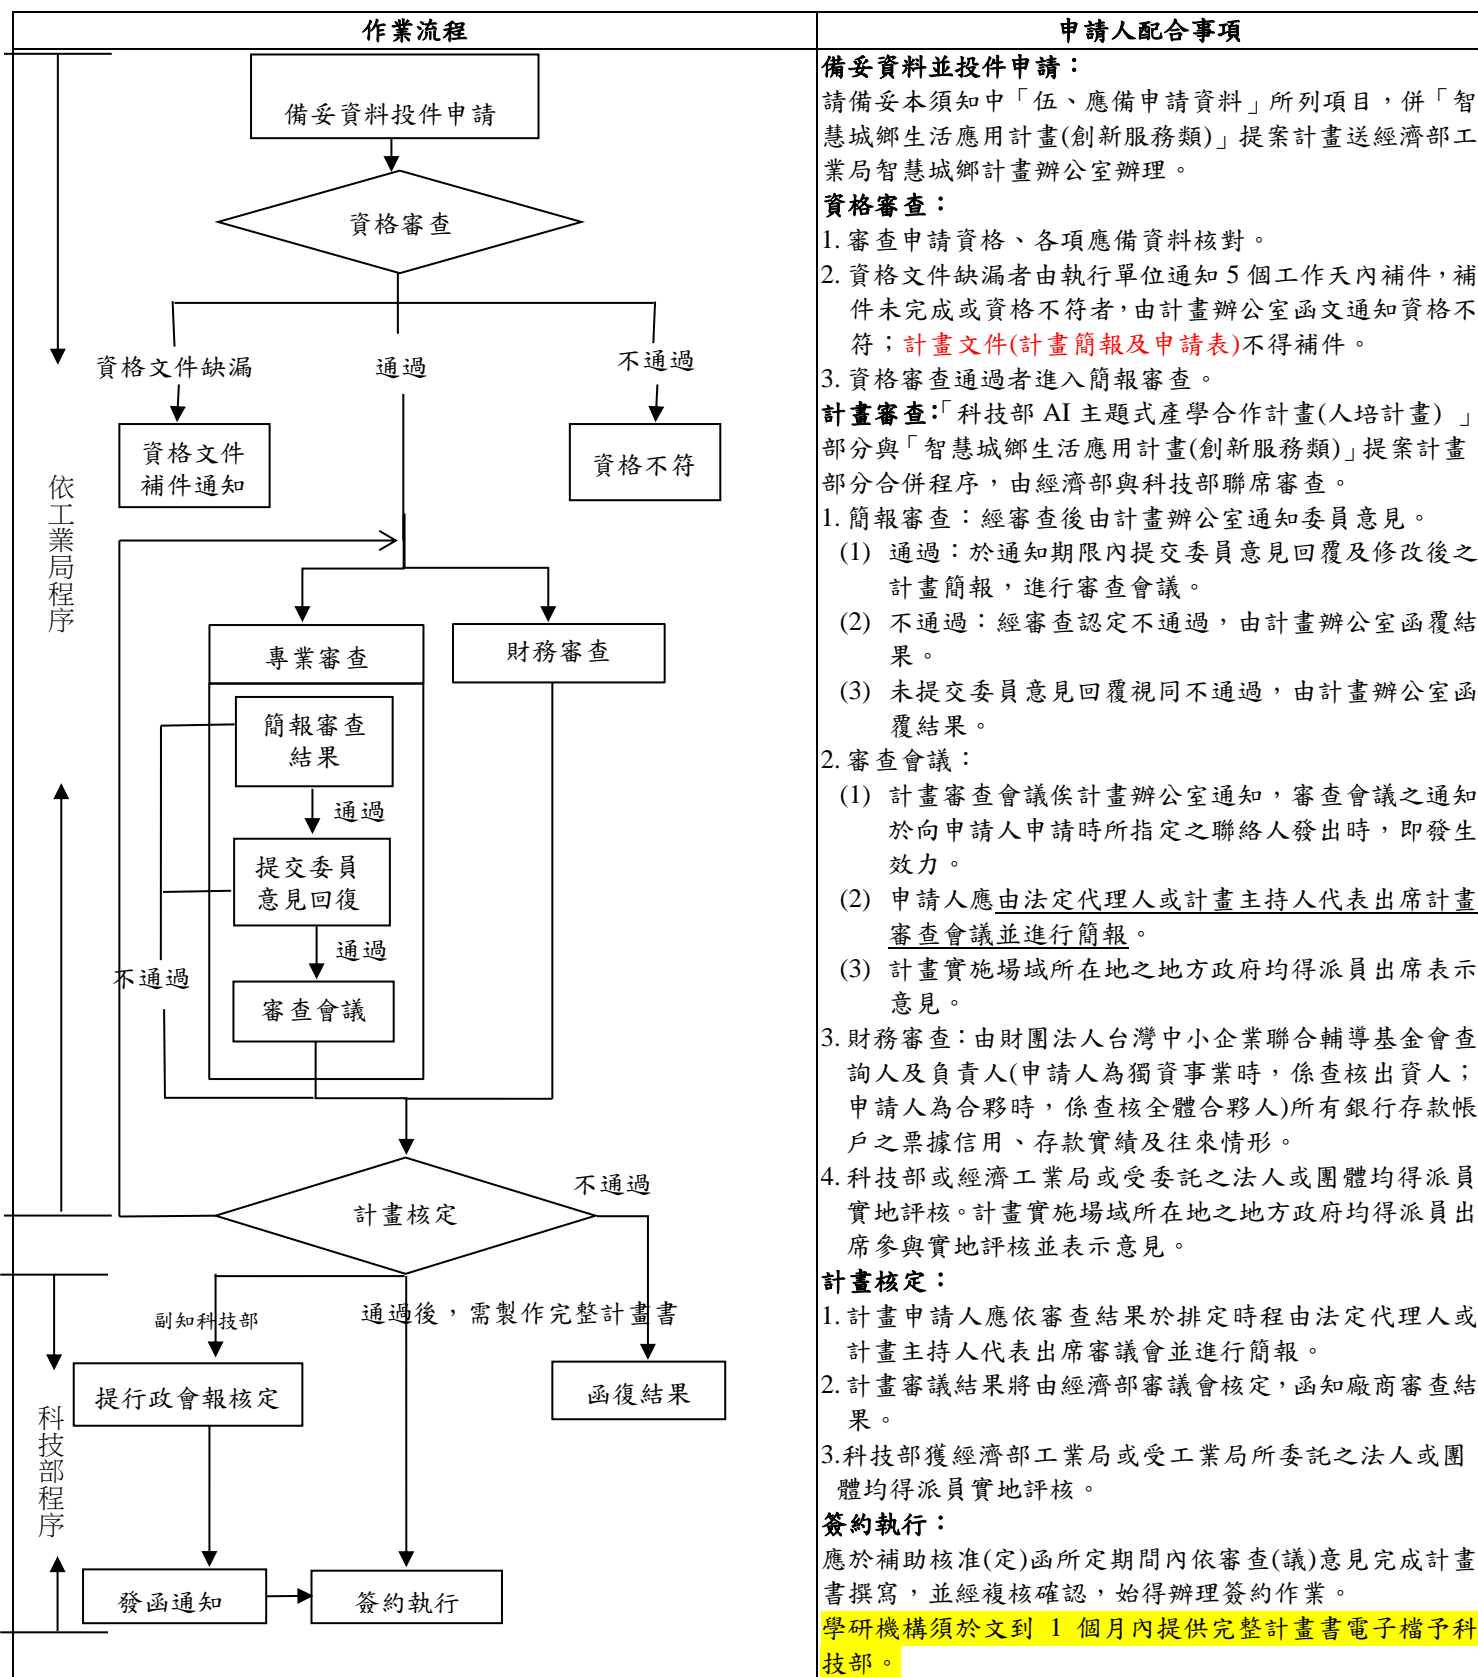 作業流程
備妥資料投件申請
資格審查
資格文件缺漏
通過
不通過
資格文件
補件通知
資格不符
依工業局程序
專業審查
財務審查
簡報審查
結果
通過
提交委員
意見回復
通過
不通過
審查會議
計畫核定
不通過
副知科技部
通過後，需製作完整計畫書
提行政會報核定
函復結果
科技部程序
發函通知
簽約執行
申請人配合事項
備妥資料並投件申請：
請備妥本須知中「伍、應備申請資料」所列項目，併「智
慧城鄉生活應用計畫(創新服務類)」提案計畫送經濟部工
業局智慧城鄉計畫辦公室辦理。
資格審查：
1. 審查申請資格、各項應備資料核對。
2. 資格文件缺漏者由執行單位通知 5 個工作天內補件，補
件未完成或資格不符者，由計畫辦公室函文通知資格不
符；計畫文件(計畫簡報及申請表)不得補件。
3. 資格審查通過者進入簡報審查。
計畫審查：「科技部 AI 主題式產學合作計畫(人培計畫) 」
部分與「智慧城鄉生活應用計畫(創新服務類)」提案計畫
部分合併程序，由經濟部與科技部聯席審查。
1. 簡報審查：經審查後由計畫辦公室通知委員意見。
(1) 通過：於通知期限內提交委員意見回覆及修改後之
計畫簡報，進行審查會議。
(2) 不通過：經審查認定不通過，由計畫辦公室函覆結
果。
(3) 未提交委員意見回覆視同不通過，由計畫辦公室函
覆結果。
2. 審查會議：
(1) 計畫審查會議俟計畫辦公室通知，審查會議之通知
於向申請人申請時所指定之聯絡人發出時，即發生
效力。
(2) 申請人應由法定代理人或計畫主持人代表出席計畫
審查會議並進行簡報。
(3) 計畫實施場域所在地之地方政府均得派員出席表示
意見。
3. 財務審查：由財團法人台灣中小企業聯合輔導基金會查
詢人及負責人(申請人為獨資事業時，係查核出資人；
申請人為合夥時，係查核全體合夥人)所有銀行存款帳
戶之票據信用、存款實績及往來情形。
4. 科技部或經濟工業局或受委託之法人或團體均得派員
實地評核。計畫實施場域所在地之地方政府均得派員出
席參與實地評核並表示意見。
計畫核定：
1. 計畫申請人應依審查結果於排定時程由法定代理人或
計畫主持人代表出席審議會並進行簡報。
2. 計畫審議結果將由經濟部審議會核定，函知廠商審查結
果。
3.科技部獲經濟部工業局或受工業局所委託之法人或團
體均得派員實地評核。
簽約執行：
應於補助核准(定)函所定期間內依審查(議)意見完成計畫
書撰寫，並經複核確認，始得辦理簽約作業。
學研機構須於文到 1 個月內提供完整計畫書電子檔予科
技部。